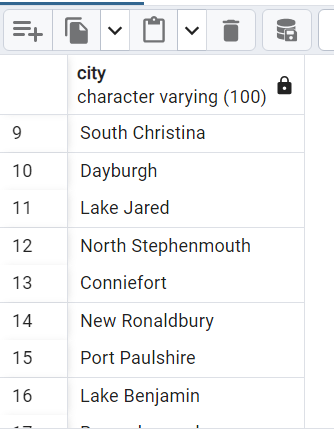 city
character varying (100)
9 South Christina
10 Dayburgh
11 Lake Jared
12 North Stephenmouth
13 Conniefort
14 New Ronaldbury
15 Port Paulshire
16 Lake Benjamin